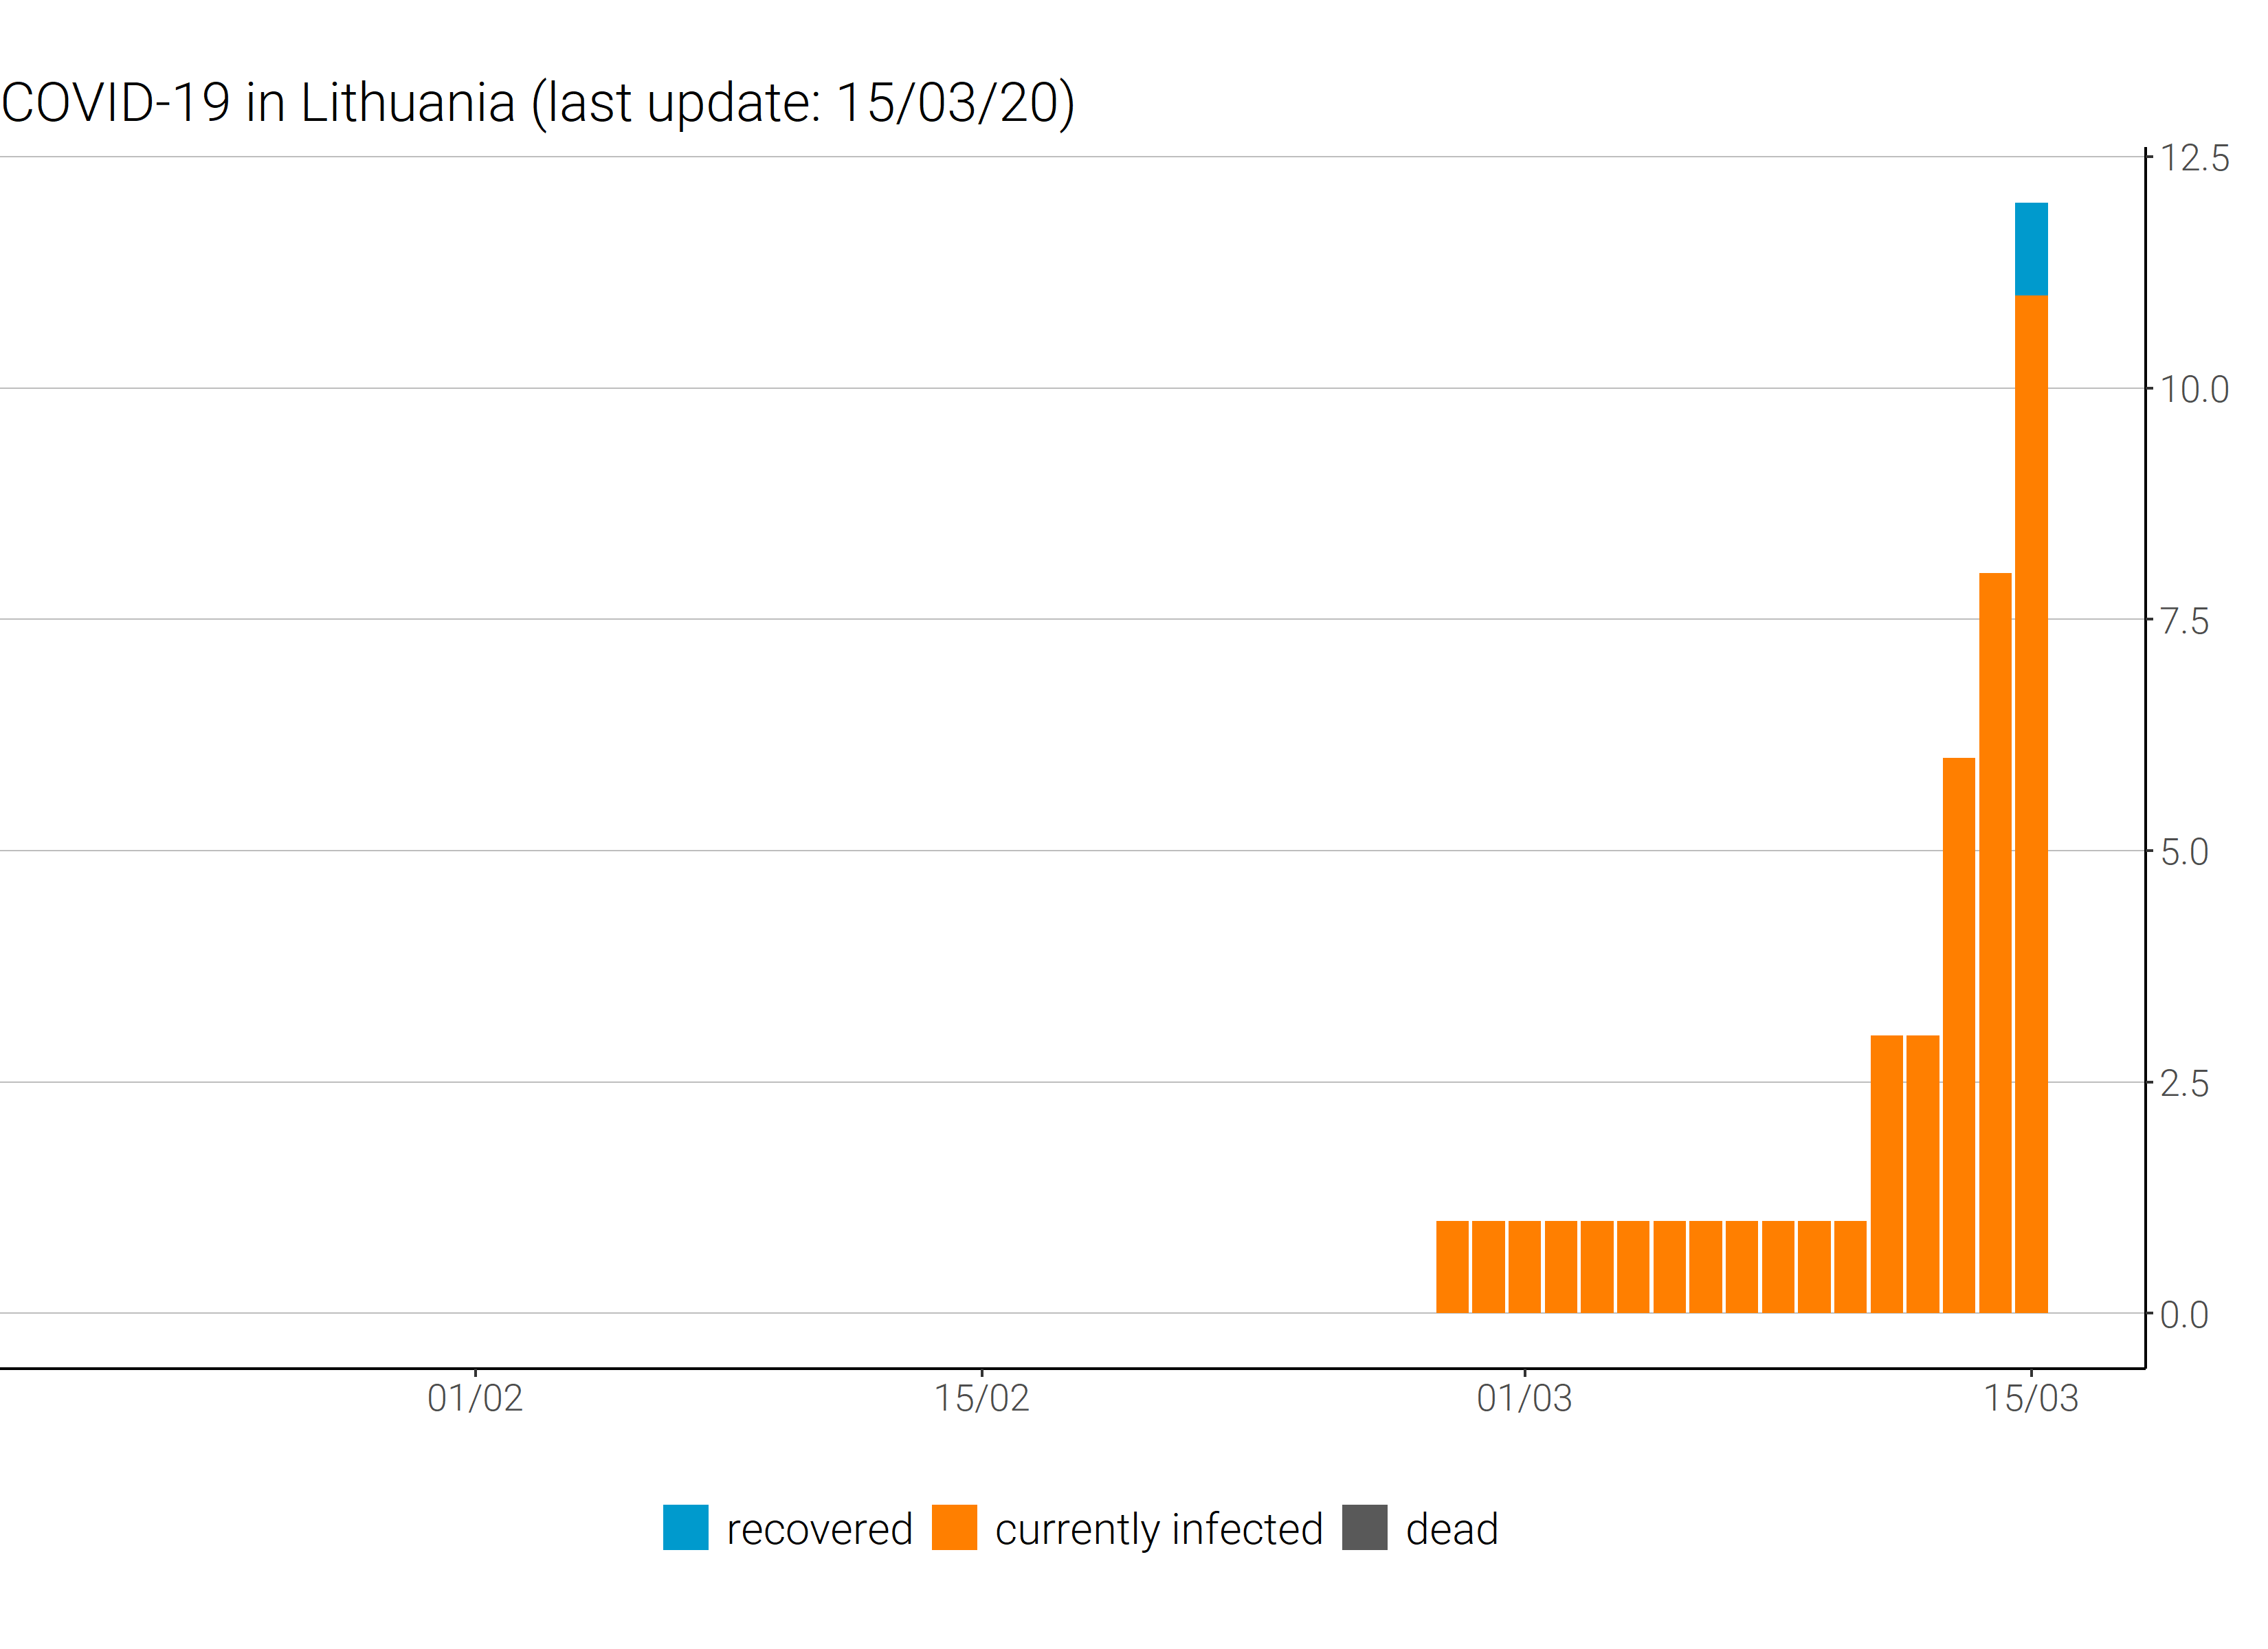 COVID-19 in Lithuania (last update: 15/03/20)
12.5
10.0
7.5
5.0
2.5
0.0
01/02 15/02 01/03 15/03
recovered currently infected dead